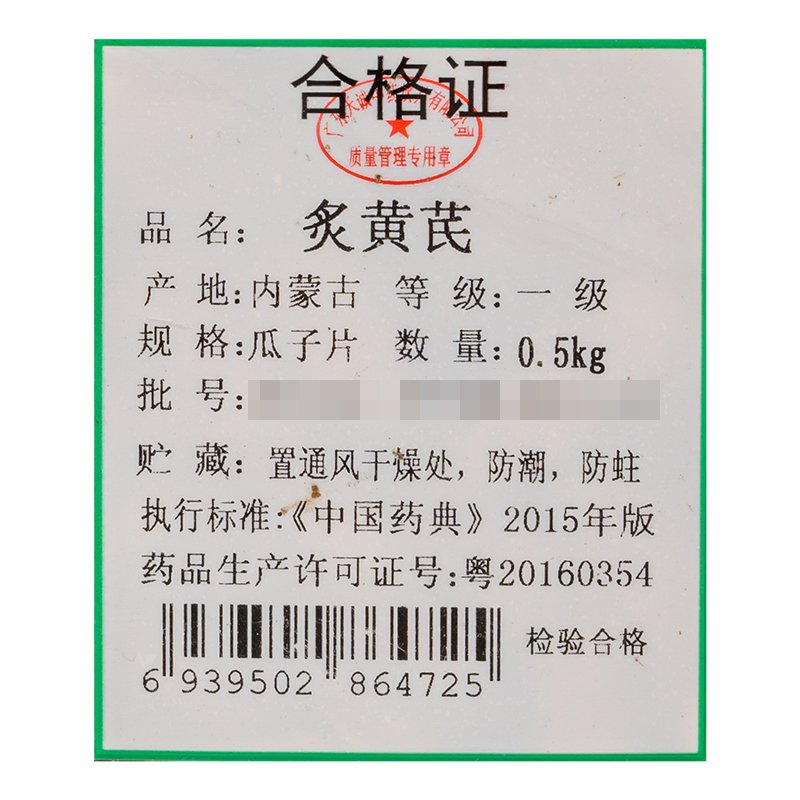 合格证
质量管理专用章
品名：炙黄芪
产地：内蒙古 等级：一级
规格：瓜子片 数量：0.5kg
批号：
贮藏：置通风干燥处，防潮，防蛀
执行标准：《中国药典》2015年版
药品生产许可证号：粤20160354
检验合格
6 939502 864725